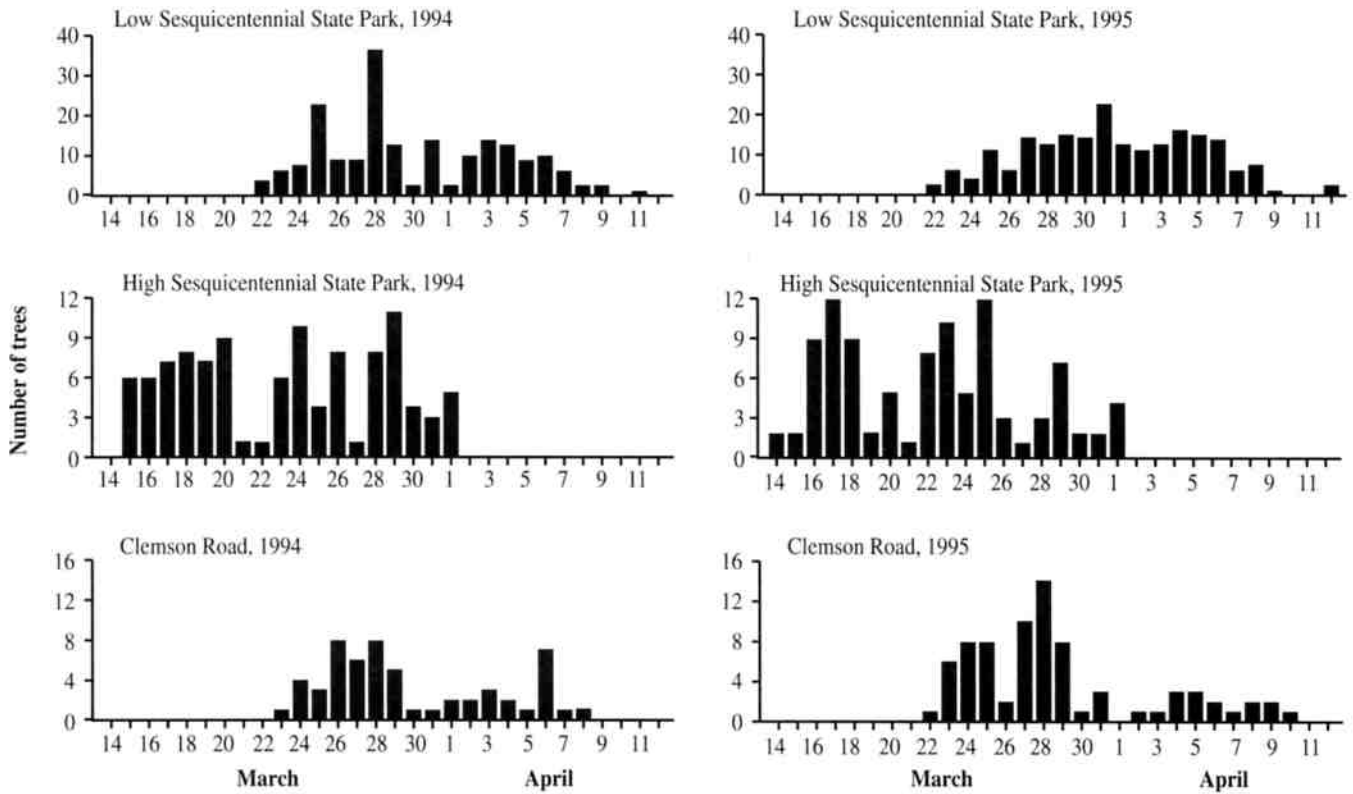 Low Sesquicentennial State Park, 1994
40
30
20
10
0
14 16 18 20 22 24 26 28 30 1 3 5 7 9 11
Low Sesquicentennial State Park, 1995
40
30
20
10
0
14 16 18 20 22 24 26 28 30 1 3 5 7 9 11
Number of trees
High Sesquicentennial State Park, 1994
12
9
6
3
0
14 16 18 20 22 24 26 28 30 1 3 5 7 9 11
High Sesquicentennial State Park, 1995
12
9
6
3
0
14 16 18 20 22 24 26 28 30 1 3 5 7 9 11
Clemson Road, 1994
16
12
8
4
0
14 16 18 20 22 24 26 28 30 1 3 5 7 9 11
March April
Clemson Road, 1995
16
12
8
4
0
14 16 18 20 22 24 26 28 30 1 3 5 7 9 11
March April